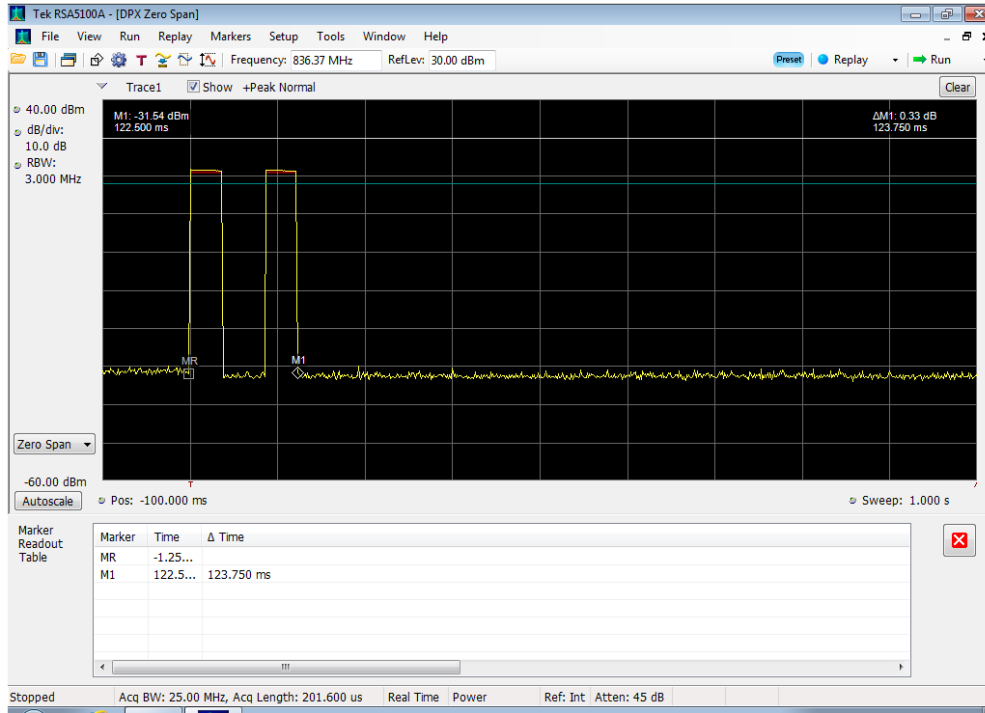 Tek RSA5100A - [DPX Zero Span]
File View Run Replay Markers Setup Tools Window Help
T Frequency: 836.37 MHz RefLev: 30.00 dBm Preset Replay Run
Trace1 Show +Peak Normal Clear
40.00 dBm
dB/div:
10.0 dB
RBW:
3.000 MHz
M1: -31.54 dBm
122.500 ms
ΔM1: 0.33 dB
123.750 ms
MR
M1
Zero Span
-60.00 dBm
T
Autoscale Pos: -100.000 ms Sweep: 1.000 s
Marker
Readout
Table
Marker Time Δ Time
MR -1.25...
M1 122.5... 123.750 ms
Stopped Acq BW: 25.00 MHz, Acq Length: 201.600 us Real Time Power Ref: Int Atten: 45 dB